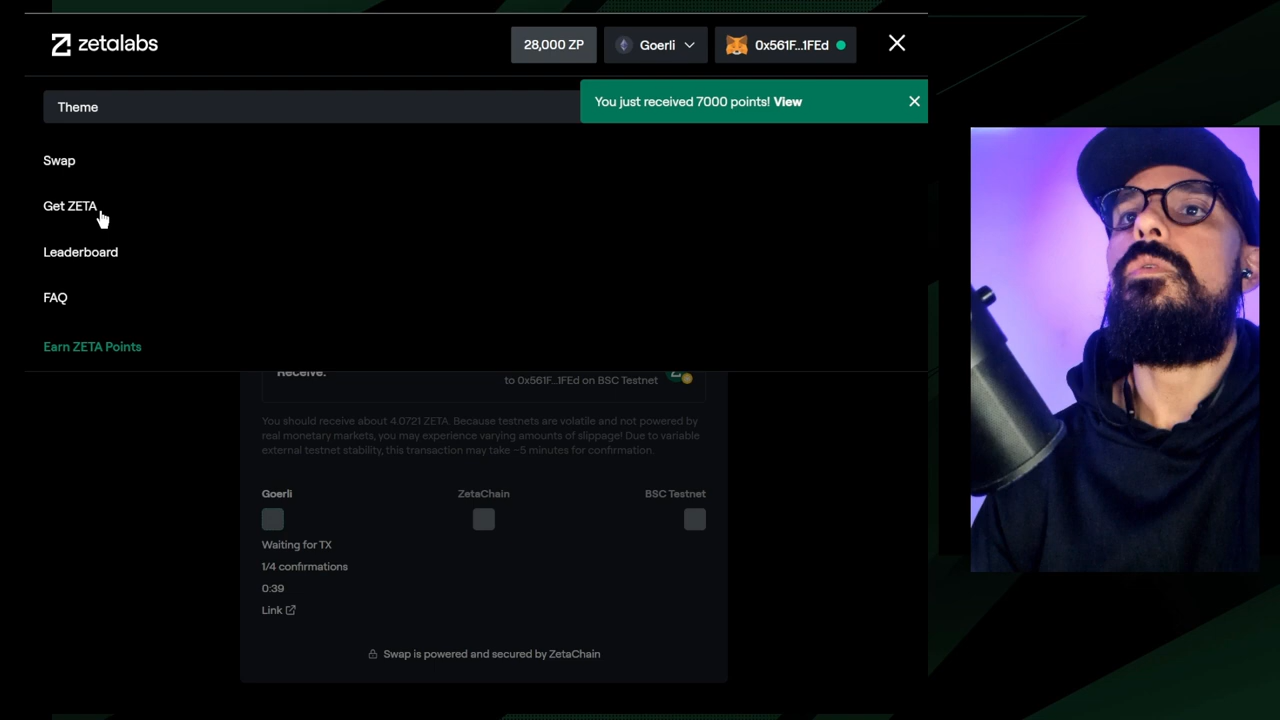 zetalabs
28,000 ZP
Goerli
0x561F...1FEd
Theme
You just received 7000 points! View
Swap
Get ZETA
Leaderboard
FAQ
Earn ZETA Points
Receive:
to 0x561F...1FEd on BSC Testnet
You should receive about 4.0721 ZETA. Because testnets are volatile and not powered by
real monetary markets, you may experience varying amounts of slippage! Due to variable
external testnet stability, this transaction may take ~5 minutes for confirmation.
Goerli
ZetaChain
BSC Testnet
Waiting for TX
1/4 confirmations
0:39
Link
Swap is powered and secured by ZetaChain